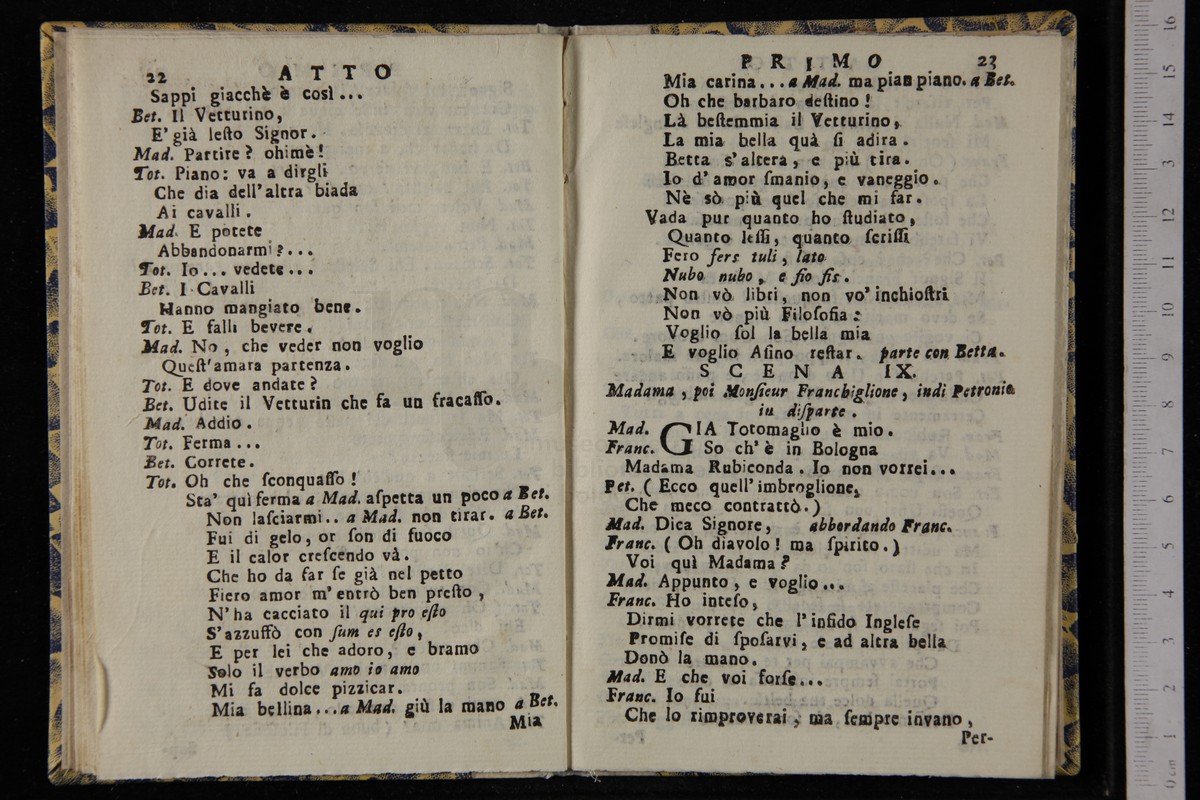 22 ATTO
Sappi giacchè è così...
Bet. Il Vetturino,
E' già leſto Signor.
Mad. Partire? ohimè!
Tot. Piano: va a dirgli
Che dia dell'altra biada
Ai cavalli.
Mad. E potete
Abbandonarmi?...
Tot. Io... vedete...
Bet. I Cavalli
Hanno mangiato bene.
Tot. E falli bevere.
Mad. No, che veder non voglio
Queſt'amara partenza.
Tot. E dove andate?
Bet. Udite il Vetturin che fa un fracaſſo.
Mad. Addio.
Tot. Ferma...
Bet. Correte.
Tot. Oh che ſconquaſſo!
Sta' quì ferma a Mad. aſpetta un poco a Bet.
Non laſciarmi.. a Mad. non tirar. a Bet.
Fui di gelo, or ſon di fuoco
E il calor creſcendo và.
Che ho da far ſe già nel petto
Fiero amor m'entrò ben preſto,
N'ha cacciato il qui pro eſto
S'azzuffò con ſum es eſto,
E per lei che adoro, e bramo
Solo il verbo amo io amo
Mi fa dolce pizzicar.
Mia bellina...a Mad. giù la mano a Bet.
Mia
PRIMO 23
Mia carina...a Mad. ma pian piano. a Bet.
Oh che barbaro deſtino!
Là beſtemmia il Vetturino,
La mia bella quà ſi adira.
Betta s'altera, e più tira.
Io d'amor ſmanio, e vaneggio.
Nè sò più quel che mi far.
Vada pur quanto ho ſtudiato,
Quanto leſſi, quanto ſcriſſi
Fero fers tuli, lato
Nubo nubo, e fio fis.
Non vò libri, non vo' inchioſtri
Non vò più Filoſofia:
Voglio ſol la bella mia
E voglio Aſino reſtar. parte con Betta.
SCENA IX.
Madama, poi Monſieur Franchiglione, indi Petronio
in diſparte.
Mad. GIA Totomaglio è mio.
Franc. So ch'è in Bologna
Madama Rubiconda. Io non vorrei...
Pet. (Ecco quell'imbroglione,
Che meco contrattò.)
Mad. Dica Signore, abbordando Franc.
Franc. (Oh diavolo! ma ſpirito.)
Voi quì Madama?
Mad. Appunto, e voglio...
Franc. Ho inteſo,
Dirmi vorrete che l'infido Ingleſe
Promiſe di ſpoſarvi, e ad altra bella
Donò la mano.
Mad. E che voi forſe...
Franc. Io fui
Che lo rimproverai, ma ſempre invano,
Per-